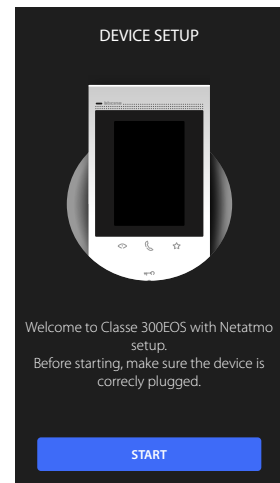 DEVICE SETUP
Welcome to Classe 300EOS with Netatmo
setup.
Before starting, make sure the device is
correcly plugged.
START